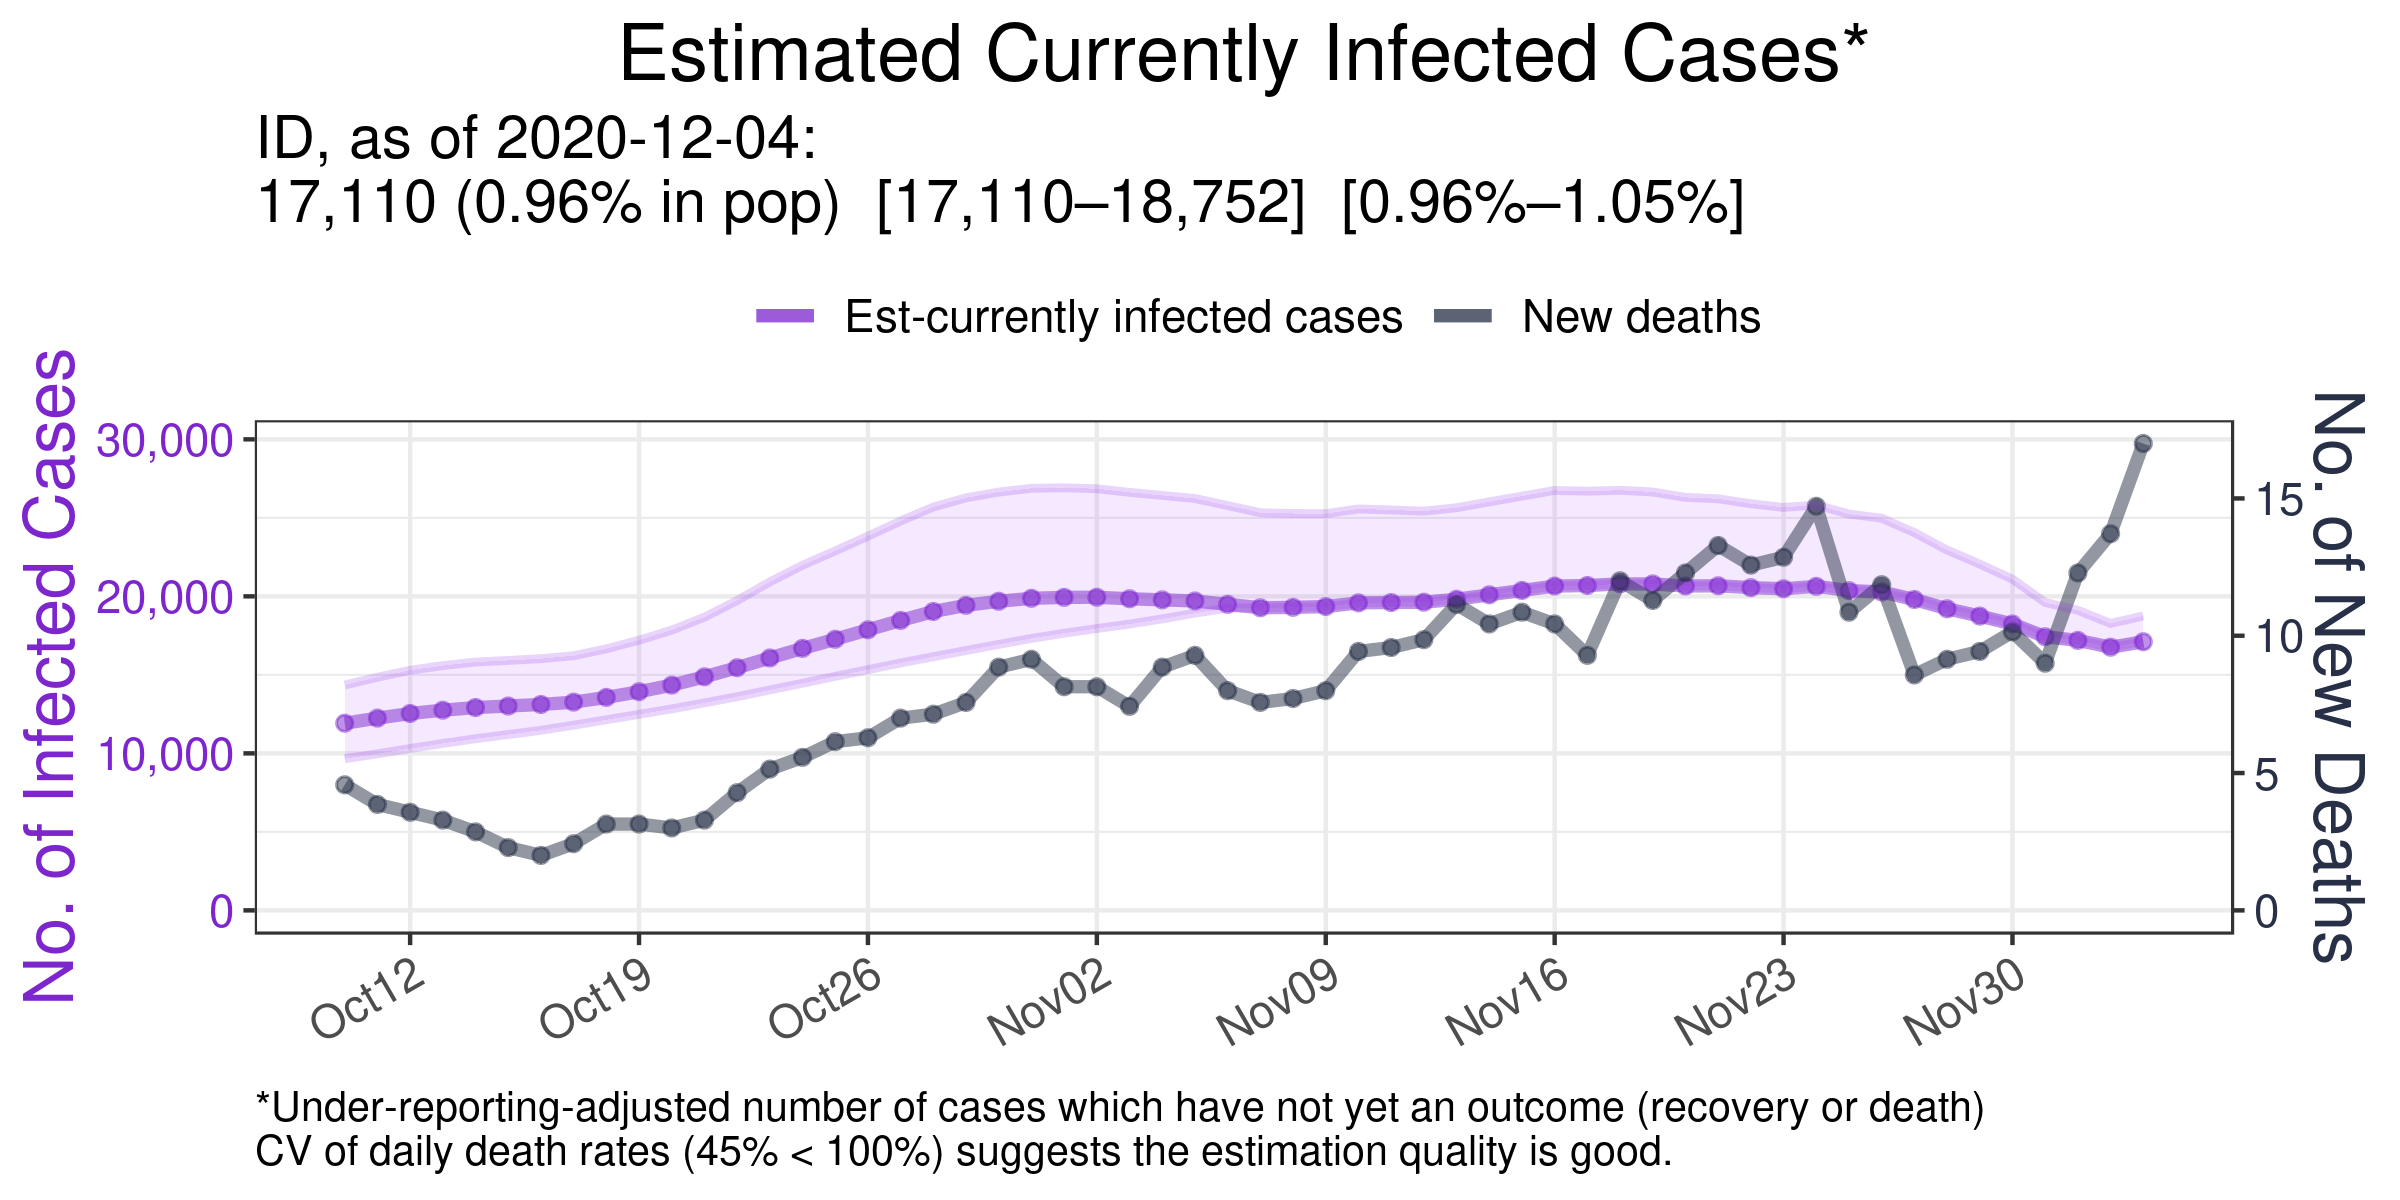 Estimated Currently Infected Cases*
ID, as of 2020-12-04:
17,110 (0.96% in pop)  [17,110–18,752]  [0.96%–1.05%]
Est-currently infected cases
New deaths
No. of Infected Cases
30,000
20,000
10,000
0
15
10
5
0
No. of New Deaths
Oct12
Oct19
Oct26
Nov02
Nov09
Nov16
Nov23
Nov30
*Under-reporting-adjusted number of cases which have not yet an outcome (recovery or death)
CV of daily death rates (45% < 100%) suggests the estimation quality is good.